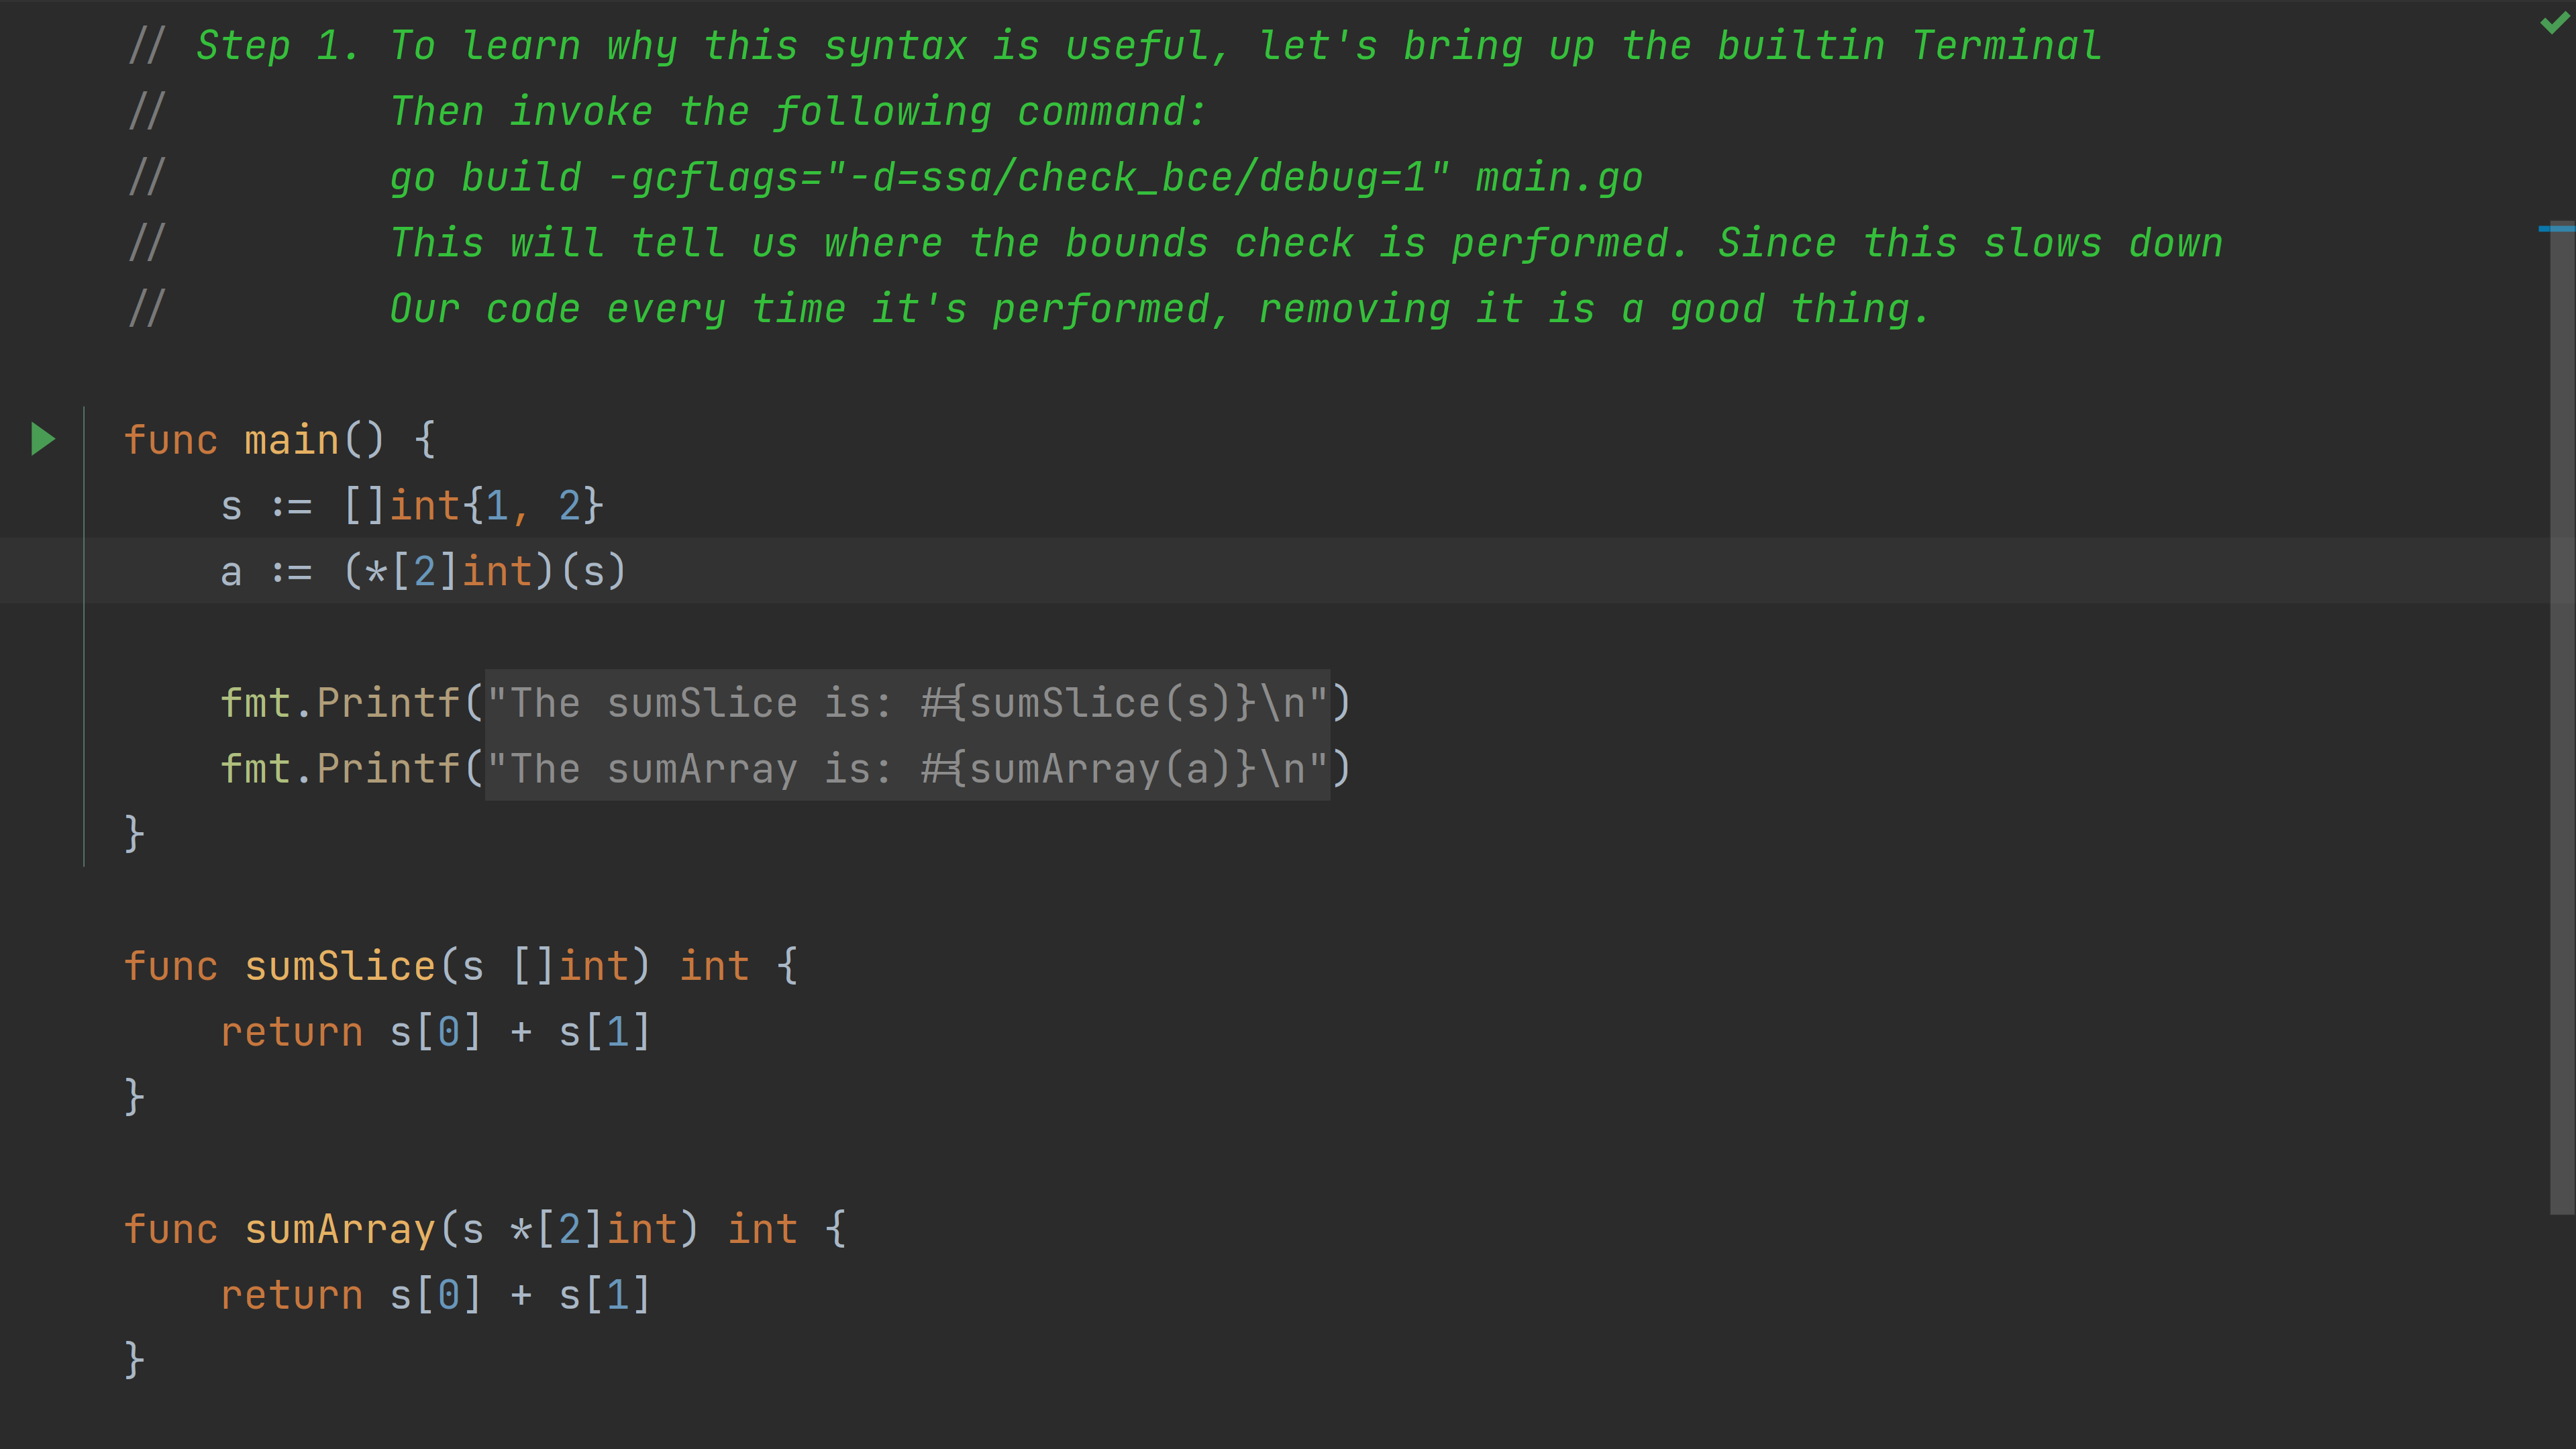 // Step 1. To learn why this syntax is useful, let's bring up the builtin Terminal
//         Then invoke the following command:
//         go build -gcflags="-d=ssa/check_bce/debug=1" main.go
//         This will tell us where the bounds check is performed. Since this slows down
//         Our code every time it's performed, removing it is a good thing.
func main() {
    s := []int{1, 2}
    a := (*[2]int)(s)
    fmt.Printf("The sumSlice is: #{sumSlice(s)}\n")
    fmt.Printf("The sumArray is: #{sumArray(a)}\n")
}
func sumSlice(s []int) int {
    return s[0] + s[1]
}
func sumArray(s *[2]int) int {
    return s[0] + s[1]
}